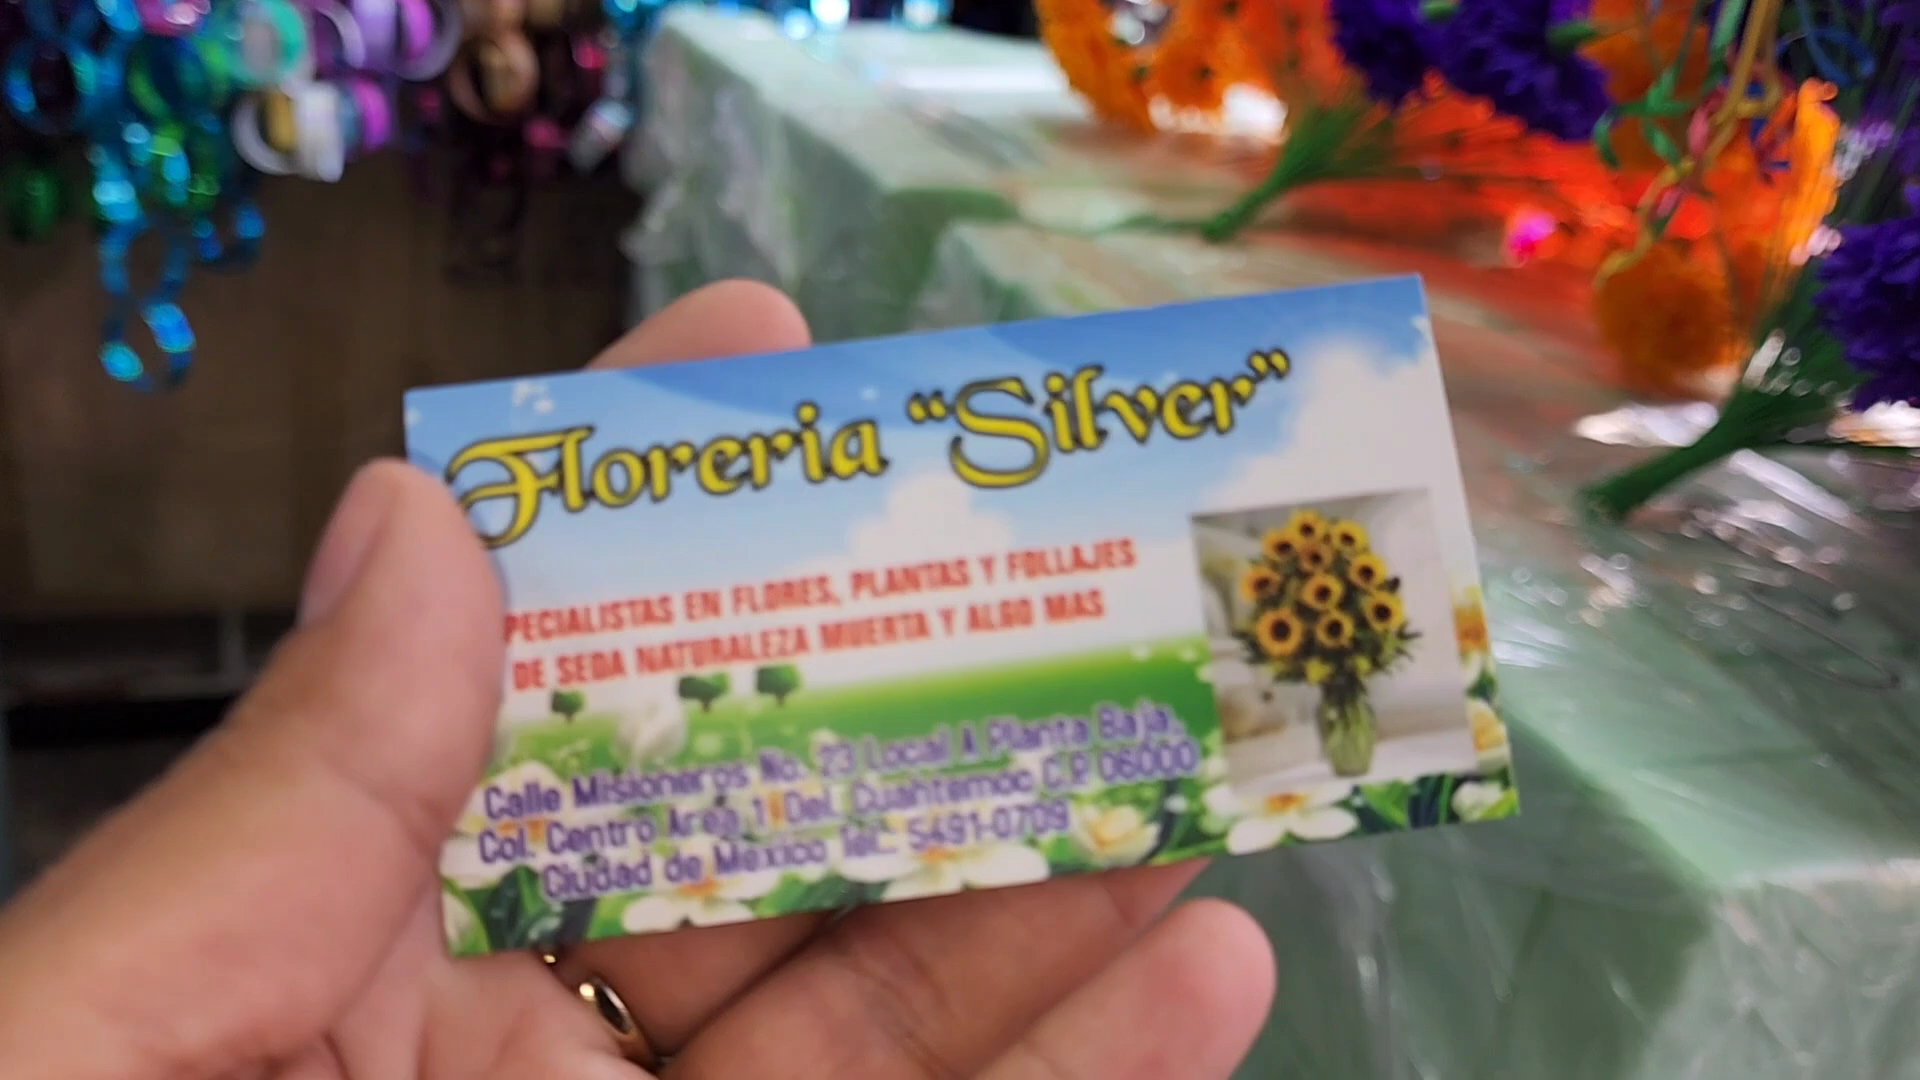 Floreria "Silver"
PECIALISTAS EN FLORES, PLANTAS Y FOLLAJES
DE SEDA NATURALEZA MUERTA Y ALGO MAS
Calle Misioneros No. 23 Local A Planta Baja,
Col. Centro Area 1 Del. Cuahtemoc C.P. 06000
Ciudad de Mexico Tel.: 5491-0709